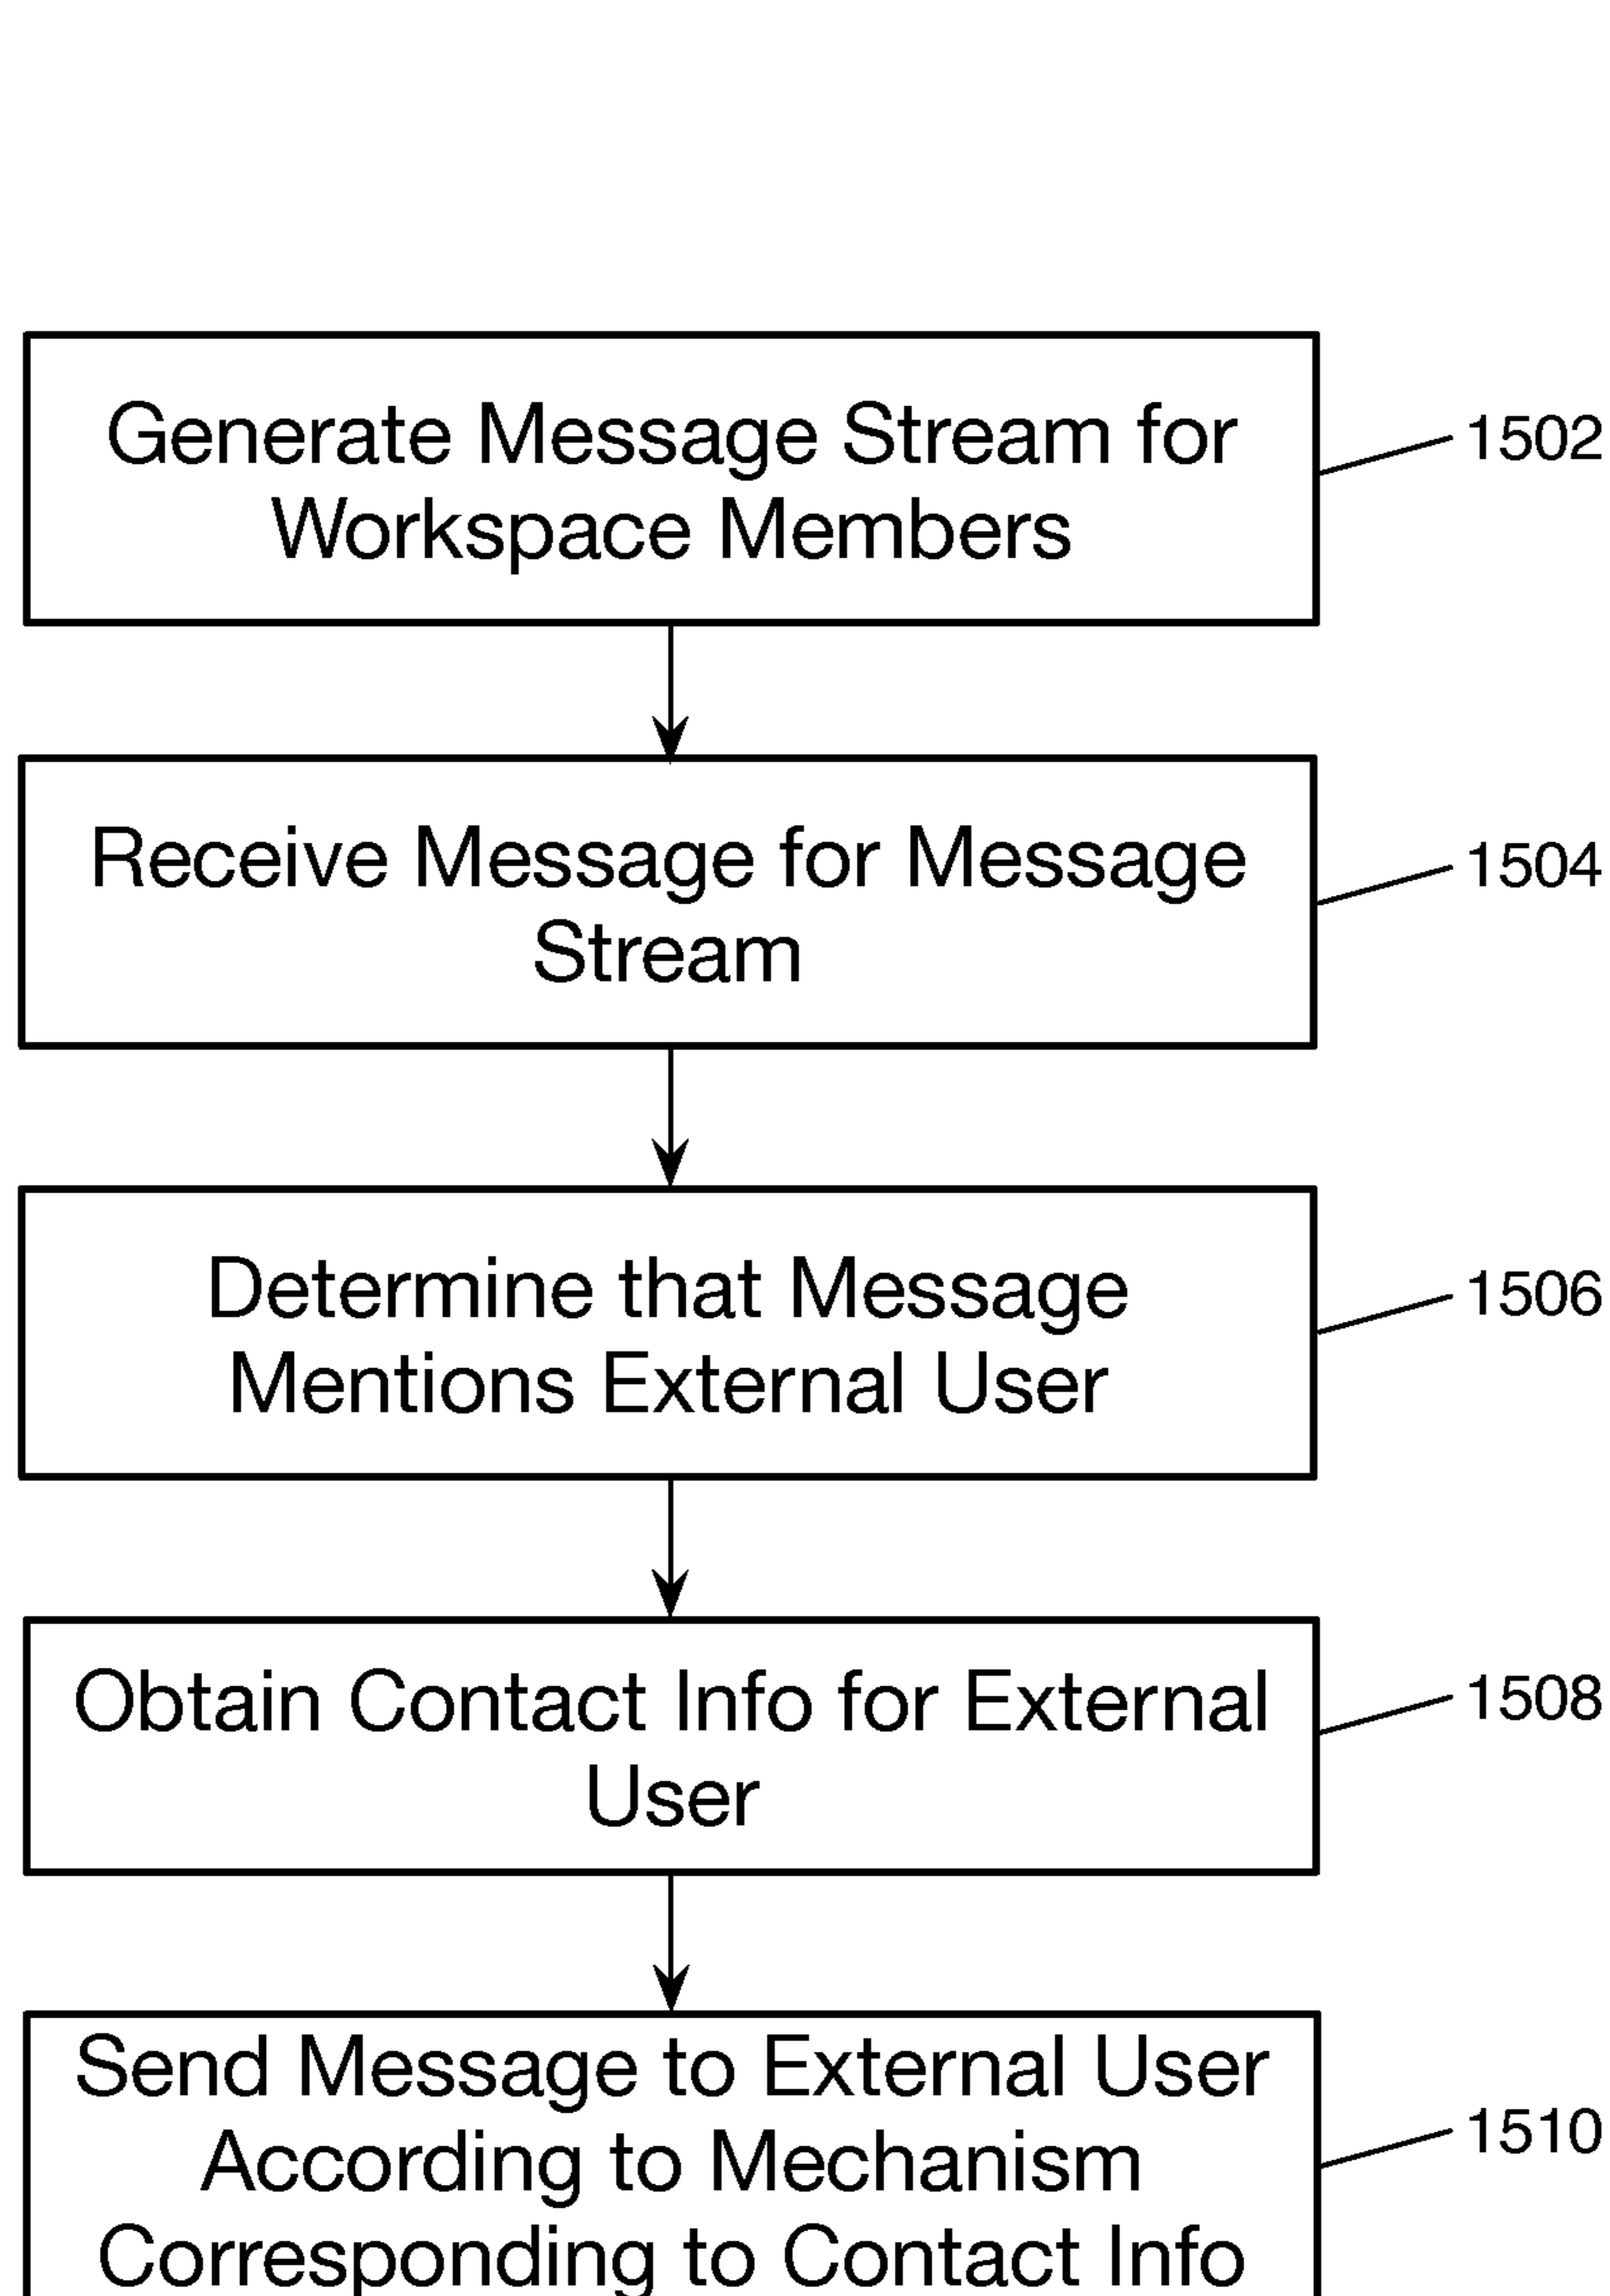 Generate Message Stream for
Workspace Members
1502
Receive Message for Message
Stream
1504
Determine that Message
Mentions External User
1506
Obtain Contact Info for External
User
1508
Send Message to External User
According to Mechanism
Corresponding to Contact Info
1510